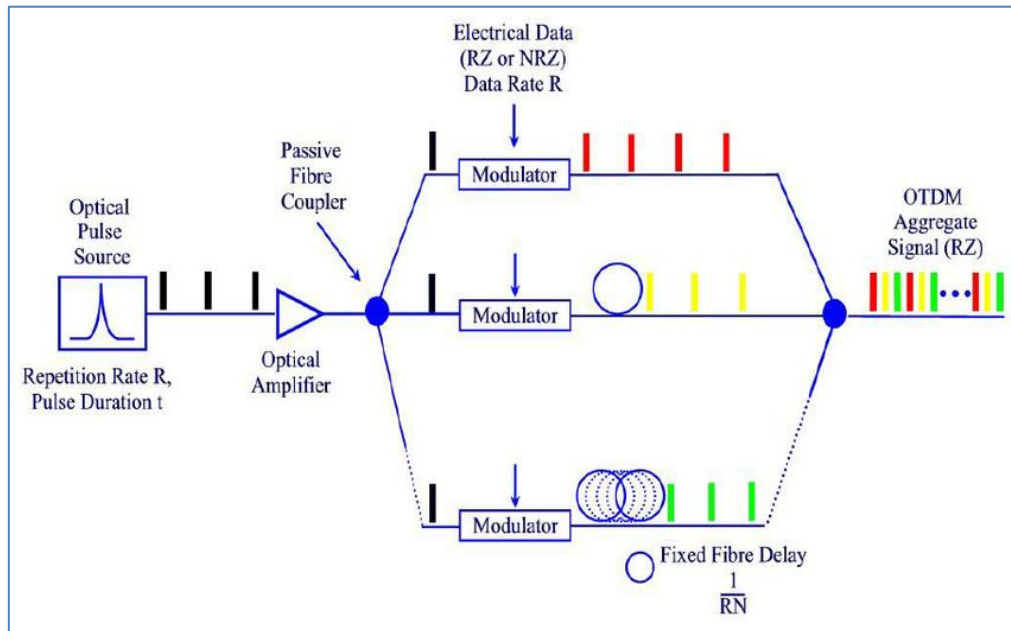 Electrical Data
(RZ or NRZ)
Data Rate R
Passive
Fibre
Coupler
Modulator
Optical
Pulse
Source
OTDM
Aggregate
Signal (RZ)
Modulator
Optical
Amplifier
Repetition Rate R,
Pulse Duration t
Modulator
Fixed Fibre Delay
1
RN